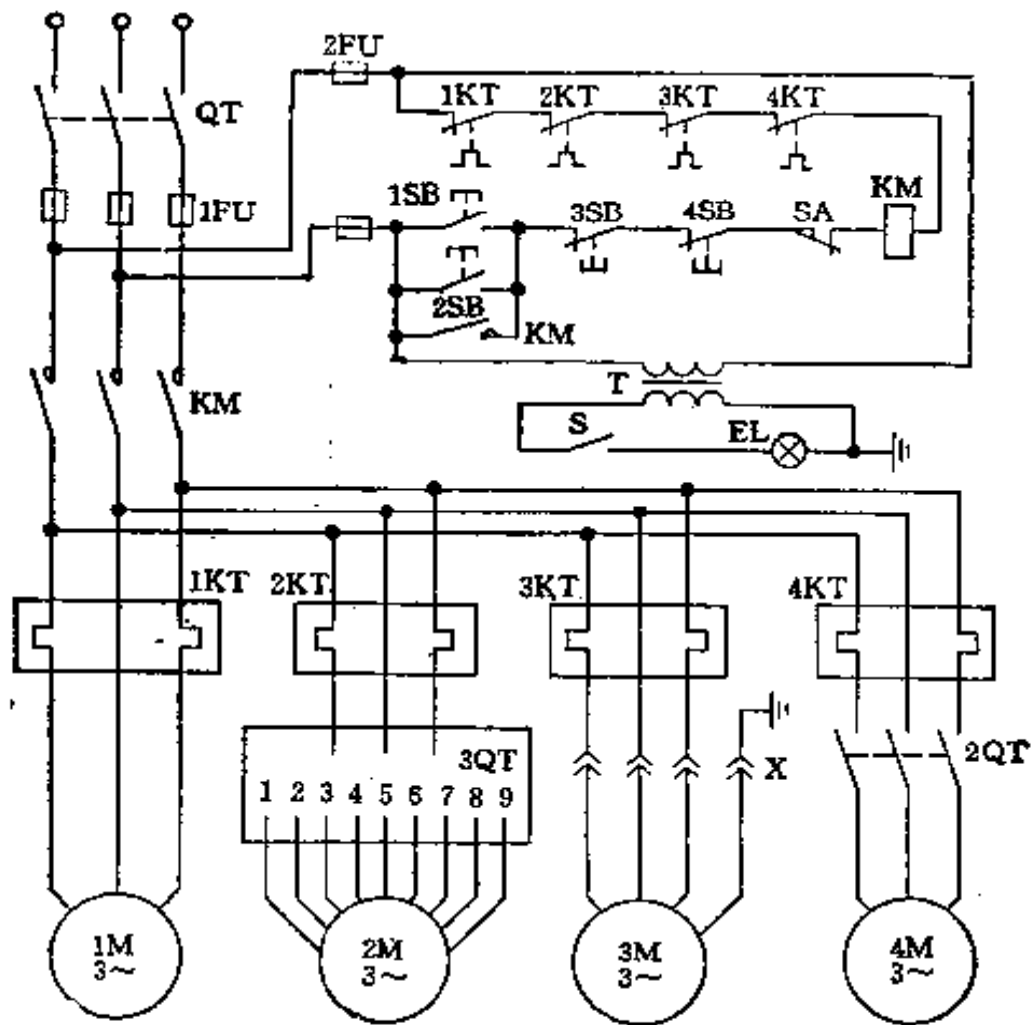 2FU
QT
1KT 2KT 3KT 4KT
1FU
1SB
3SB 4SB SA KM
2SB
KM
KM
T
S EL
1KT 2KT 3KT 4KT
3QT
X
2QT
1 2 3 4 5 6 7 8 9
1M
3~
2M
3~
3M
3~
4M
3~